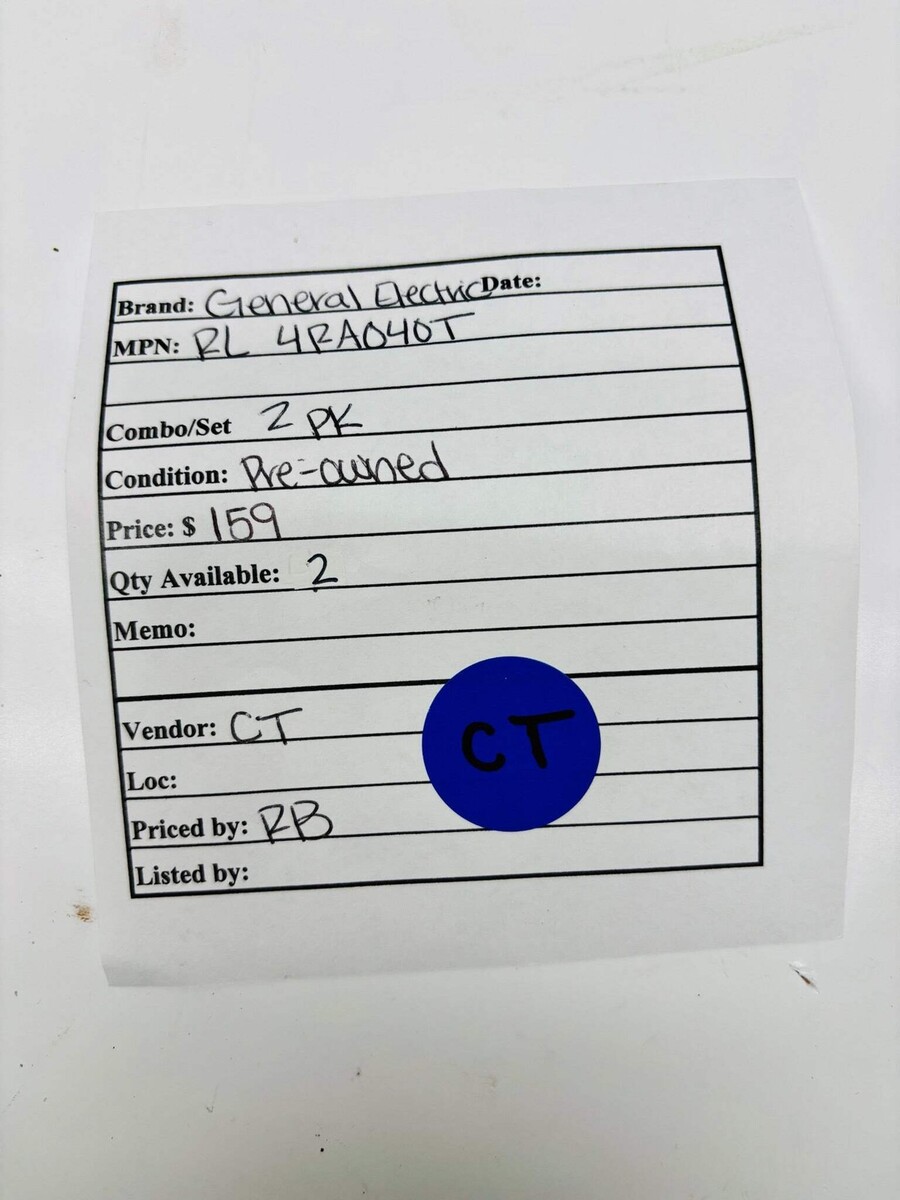 Brand: General Electric Date:
MPN: RL 4RA040T
Combo/Set 2 PK
Condition: Pre-owned
Price: $ 159
Qty Available: 2
Memo:
Vendor: CT
CT
Loc:
Priced by: RB
Listed by: